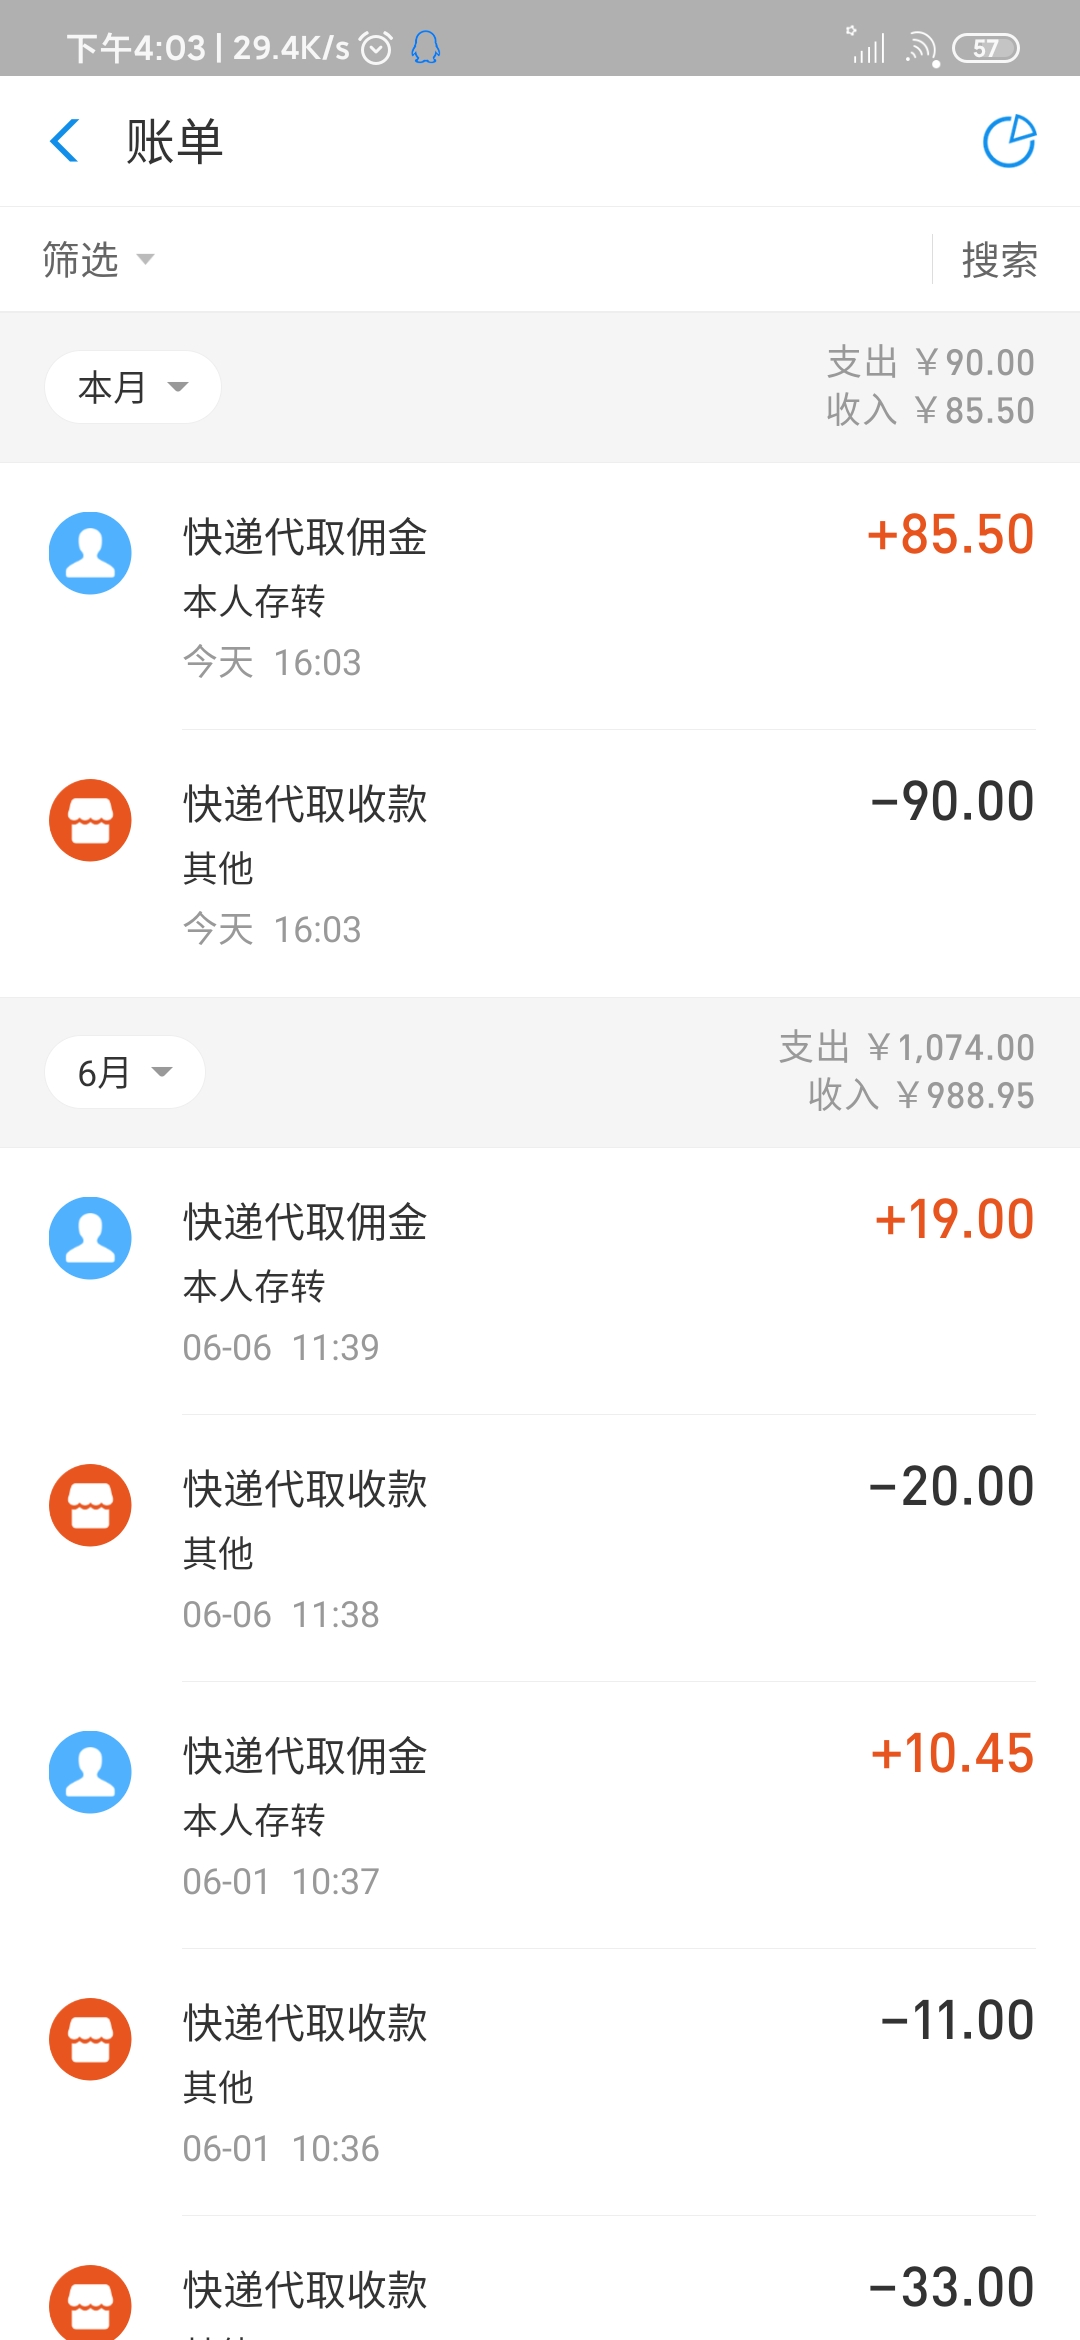 下午4:03 | 29.4K/s 57
账单
筛选 搜索
本月 支出 ￥90.00
收入 ￥85.50
快递代取佣金 +85.50
本人存转
今天 16:03
快递代取收款 -90.00
其他
今天 16:03
6月 支出 ￥1,074.00
收入 ￥988.95
快递代取佣金 +19.00
本人存转
06-06 11:39
快递代取收款 -20.00
其他
06-06 11:38
快递代取佣金 +10.45
本人存转
06-01 10:37
快递代取收款 -11.00
其他
06-01 10:36
快递代取收款 -33.00